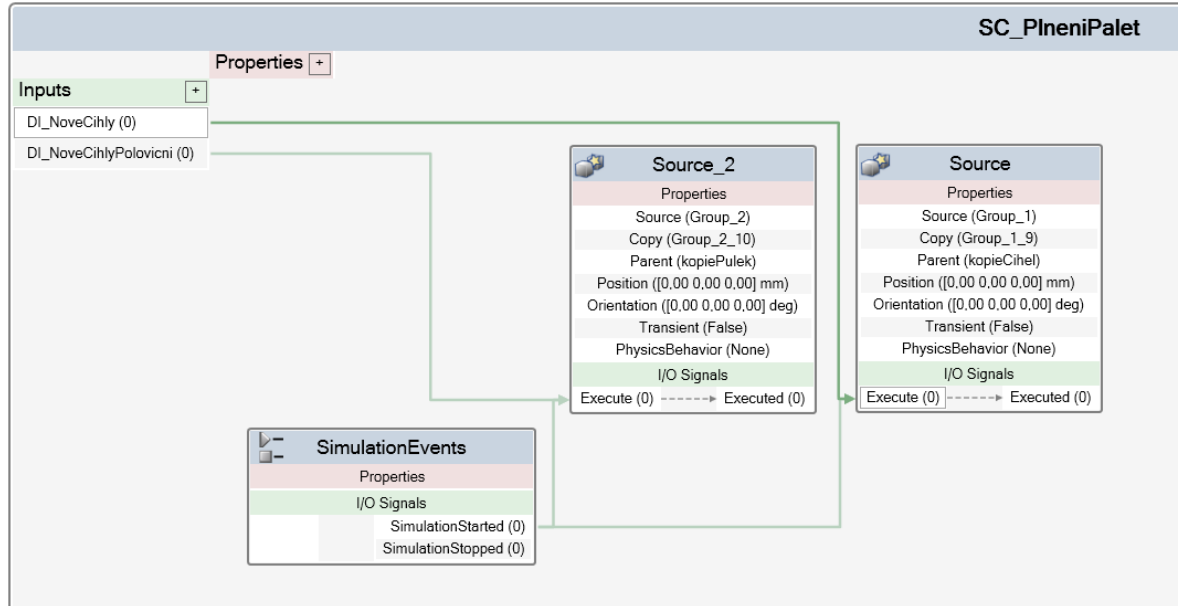 SC_PlneniPalet
Properties +
Inputs +
DI_NoveCihly (0)
DI_NoveCihlyPolovicni (0)
Source_2
Properties
Source (Group_2)
Copy (Group_2_10)
Parent (kopiePulek)
Position ([0,00 0,00 0,00] mm)
Orientation ([0,00 0,00 0,00] deg)
Transient (False)
PhysicsBehavior (None)
I/O Signals
Execute (0) Executed (0)
Source
Properties
Source (Group_1)
Copy (Group_1_9)
Parent (kopieCihel)
Position ([0,00 0,00 0,00] mm)
Orientation ([0,00 0,00 0,00] deg)
Transient (False)
PhysicsBehavior (None)
I/O Signals
Execute (0) Executed (0)
SimulationEvents
Properties
I/O Signals
SimulationStarted (0)
SimulationStopped (0)